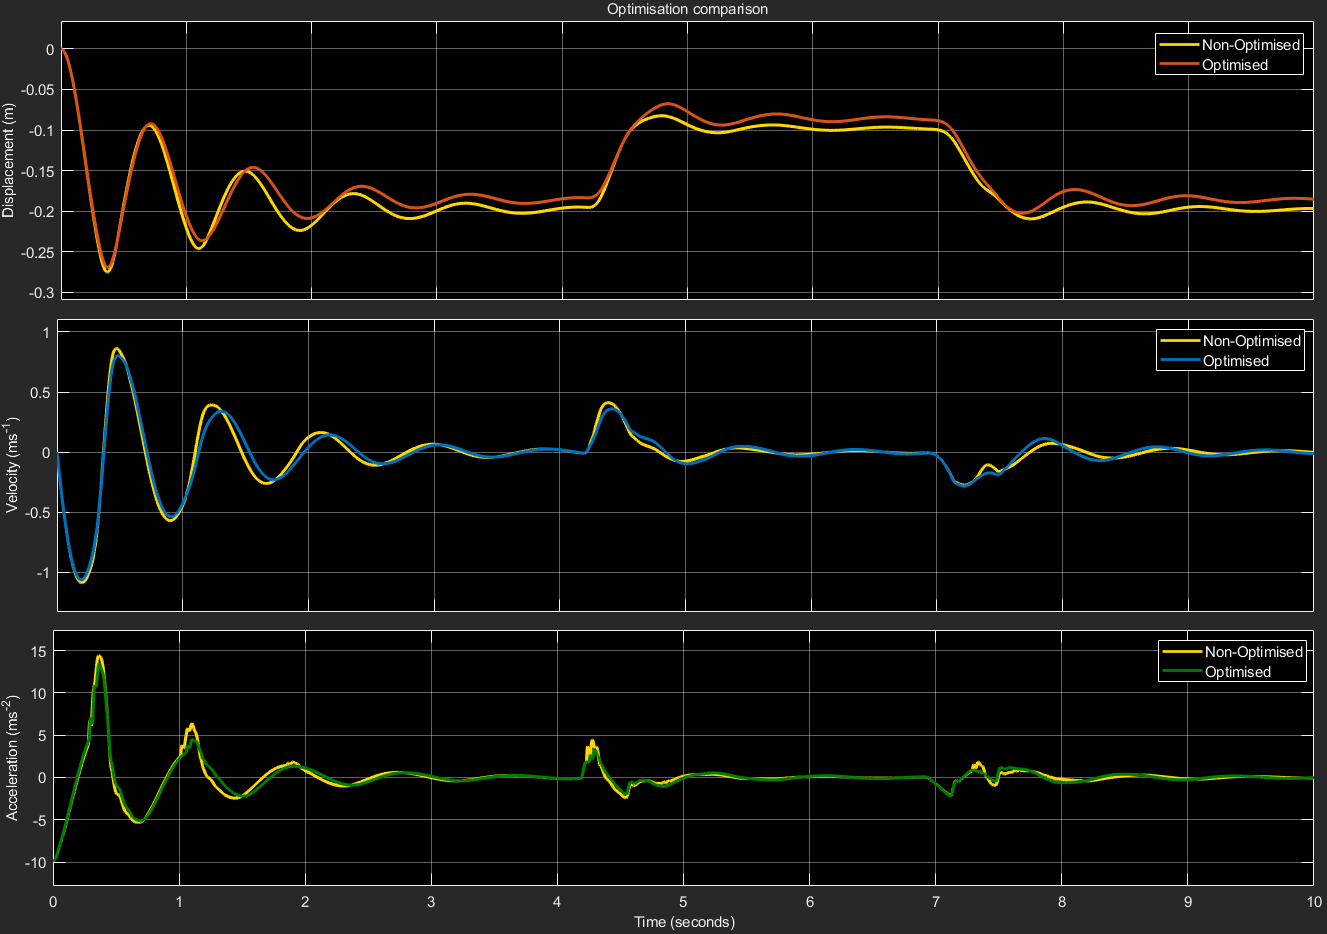 Optimisation comparison
Displacement (m)
0
-0.05
-0.1
-0.15
-0.2
-0.25
-0.3
Non-Optimised
Optimised
Velocity (ms⁻¹)
1
0.5
0
-0.5
-1
Non-Optimised
Optimised
Acceleration (ms⁻²)
15
10
5
0
-5
-10
Non-Optimised
Optimised
0 1 2 3 4 5 6 7 8 9 10
Time (seconds)